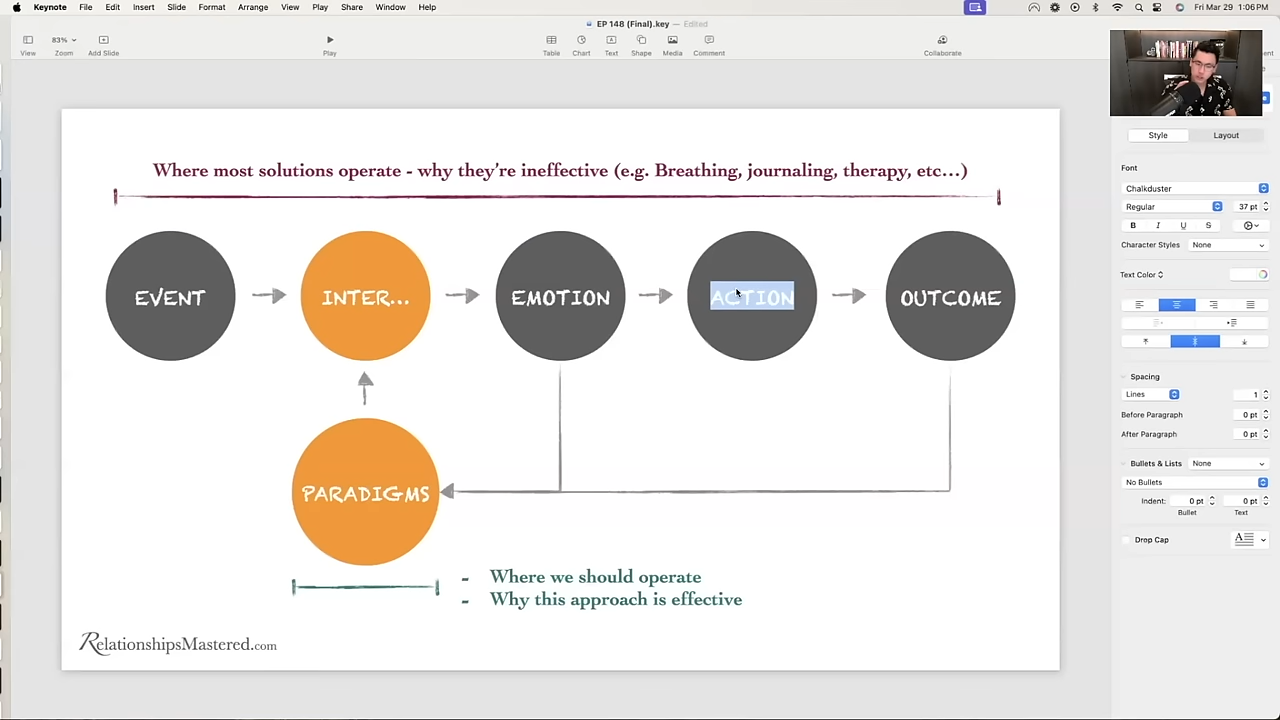 Keynote File Edit Insert Slide Format Arrange View Play Share Window Help Fri Mar 29 1:06 PM
EP 148 (Final).key — Edited
83%
View Zoom Add Slide Play Table Chart Text Shape Media Comment Collaborate
Style Layout
Font
Chalkduster
Regular 37 pt
B I U S
Character Styles None
Text Color
Spacing
Lines 1
Before Paragraph 0 pt
After Paragraph 0 pt
Bullets & Lists None
No Bullets
Indent: 0 pt 0 pt
Bullet Text
Drop Cap
Where most solutions operate - why they're ineffective (e.g. Breathing, journaling, therapy, etc…)
EVENT INTER… EMOTION ACTION OUTCOME
PARADIGMS
- Where we should operate
- Why this approach is effective
RelationshipsMastered.com